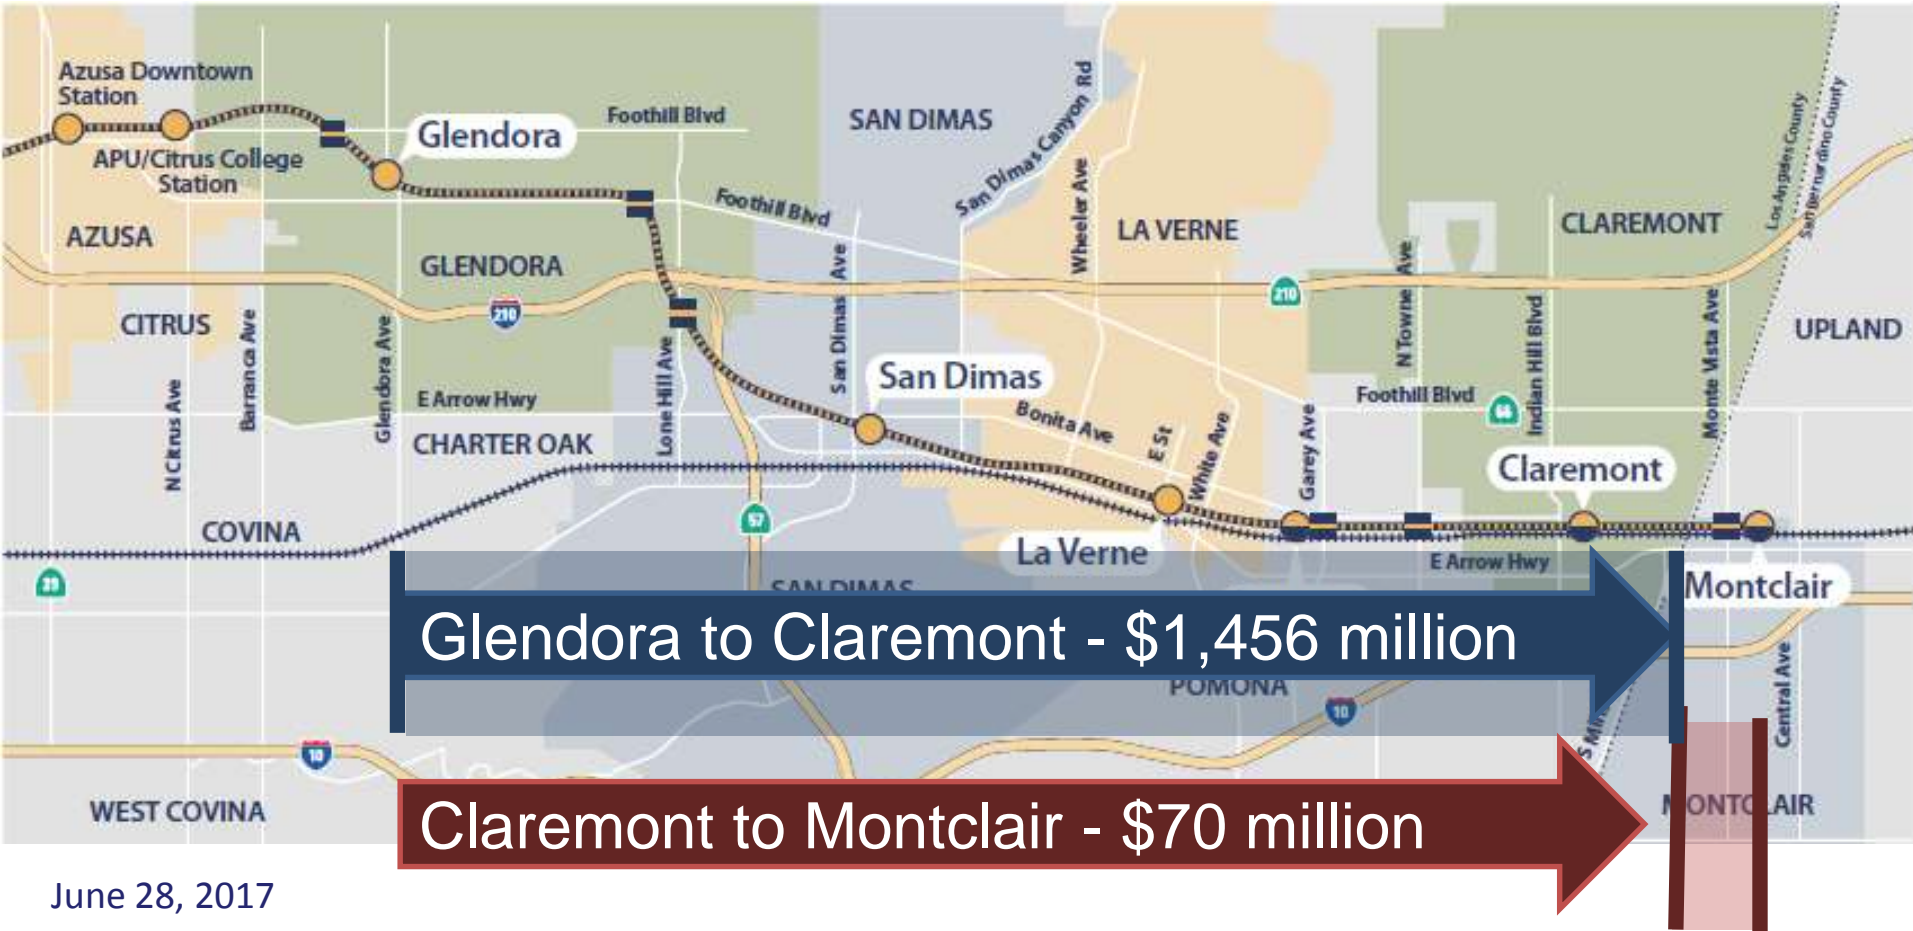 Azusa Downtown
Station
APU/Citrus College
Station
Glendora
Foothill Blvd
SAN DIMAS
San Dimas Canyon Rd
Wheeler Ave
Los Angeles County
San Bernardino County
AZUSA
GLENDORA
Foothill Blvd
LA VERNE
CLAREMONT
210
210
CITRUS
Barranca Ave
Glendora Ave
San Dimas Ave
N Towne Ave
Indian Hill Blvd
Monte Vista Ave
UPLAND
N Citrus Ave
E Arrow Hwy
Lone Hill Ave
San Dimas
Foothill Blvd
66
CHARTER OAK
Bonita Ave
E St
White Ave
Garey Ave
Claremont
COVINA
57
La Verne
E Arrow Hwy
Montclair
39
SAN DIMAS
Glendora to Claremont - $1,456 million
POMONA
10
10
Central Ave
WEST COVINA
MONTCLAIR
Claremont to Montclair - $70 million
June 28, 2017